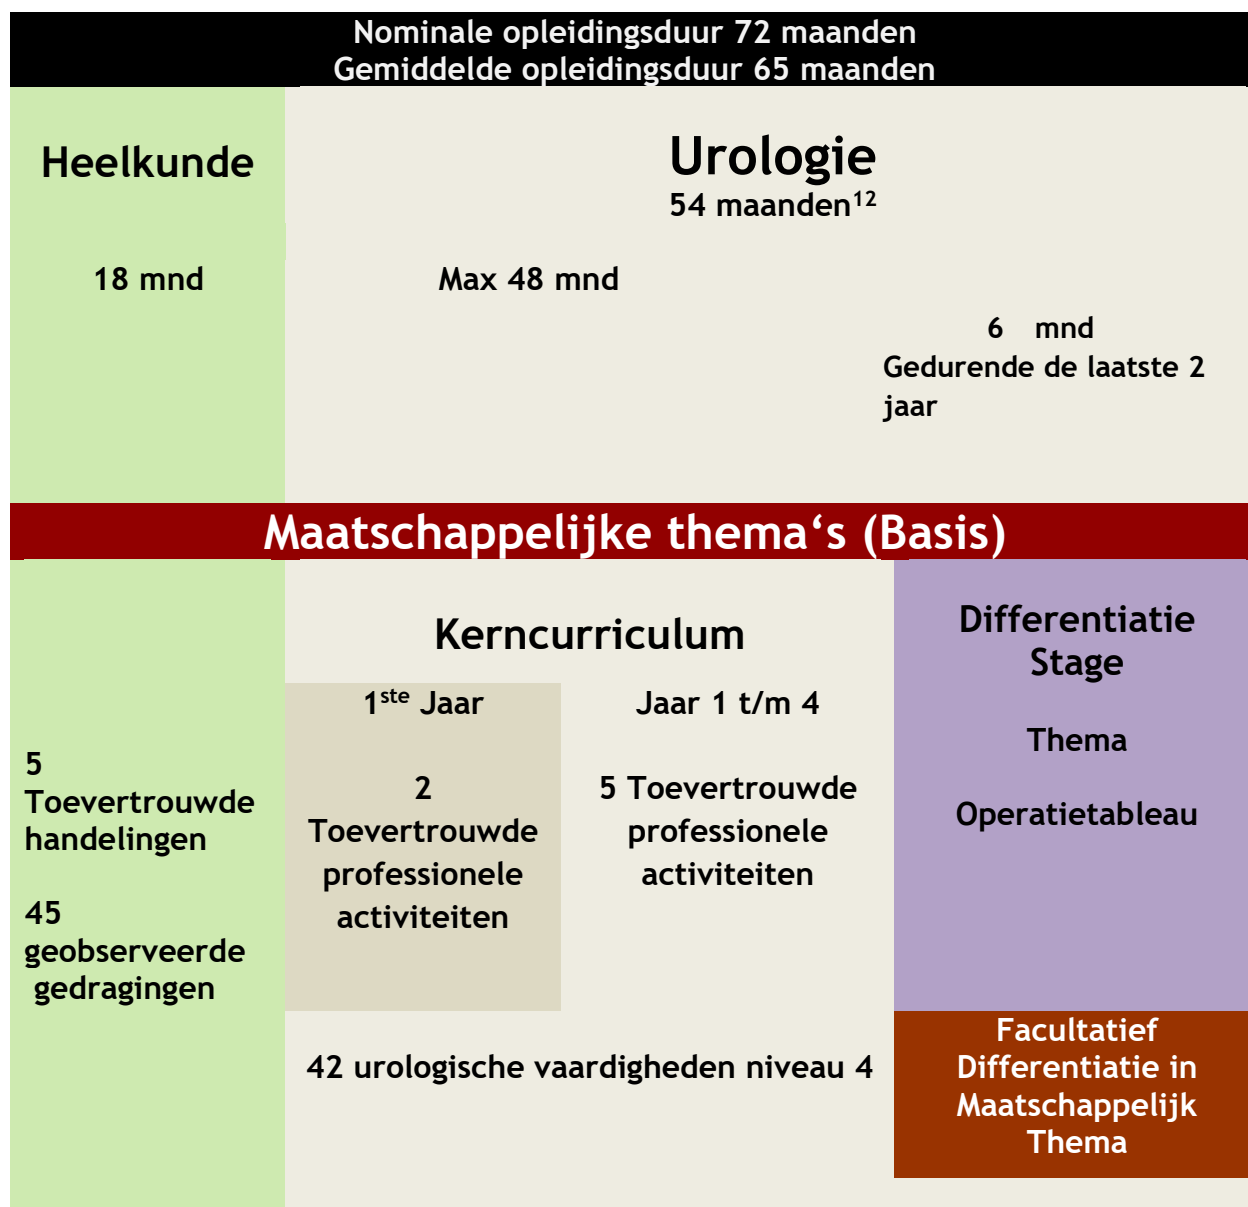 Nominale opleidingsduur 72 maanden
Gemiddelde opleidingsduur 65 maanden
Heelkunde
Urologie
54 maanden¹²
18 mnd
Max 48 mnd
6 mnd
Gedurende de laatste 2
jaar
Maatschappelijke thema‘s (Basis)
5
Toevertrouwde
handelingen
45
geobserveerde
gedragingen
Kerncurriculum
1ste Jaar
2
Toevertrouwde
professionele
activiteiten
Jaar 1 t/m 4
5 Toevertrouwde
professionele
activiteiten
42 urologische vaardigheden niveau 4
Differentiatie
Stage
Thema
Operatietableau
Facultatief
Differentiatie in
Maatschappelijk
Thema